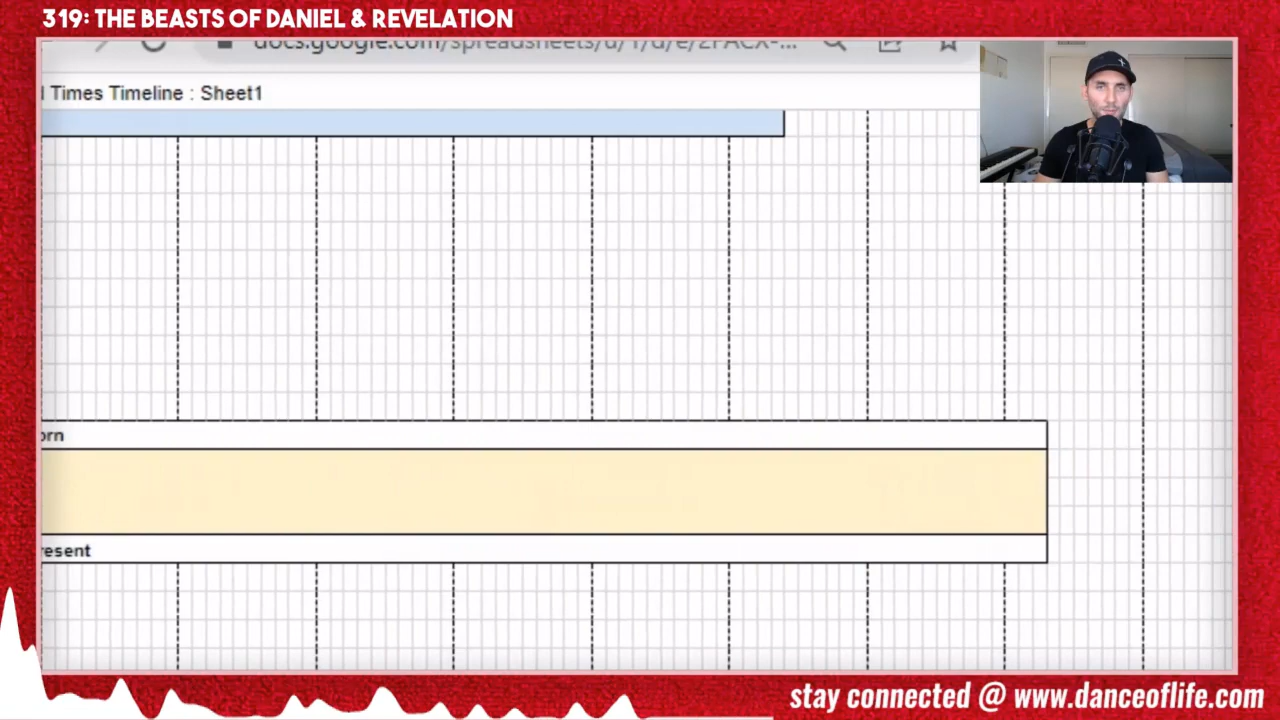 319: THE BEASTS OF DANIEL & REVELATION
Times Timeline : Sheet1
orn
resent
stay connected @ www.danceoflife.com